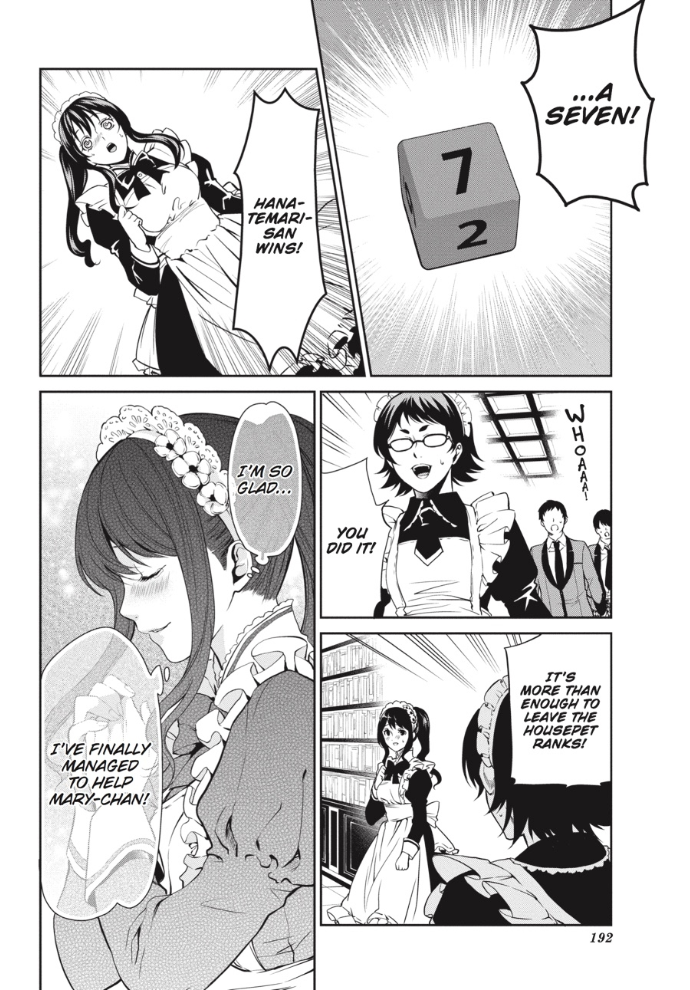 ...A
SEVEN!
7
2
HANA-
TEMARI-
SAN
WINS!
WHOAAA!
YOU
DID IT!
IT'S
MORE THAN
ENOUGH TO
LEAVE THE
HOUSEPET
RANKS!
I'M SO
GLAD...
I'VE FINALLY
MANAGED
TO HELP
MARY-CHAN!
192